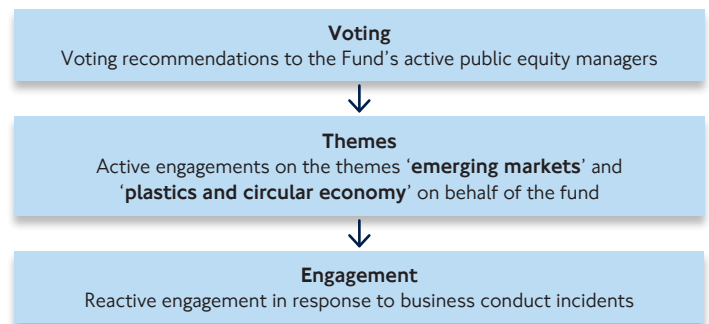 Voting
Voting recommendations to the Fund’s active public equity managers
Themes
Active engagements on the themes ‘emerging markets’ and
‘plastics and circular economy’ on behalf of the fund
Engagement
Reactive engagement in response to business conduct incidents